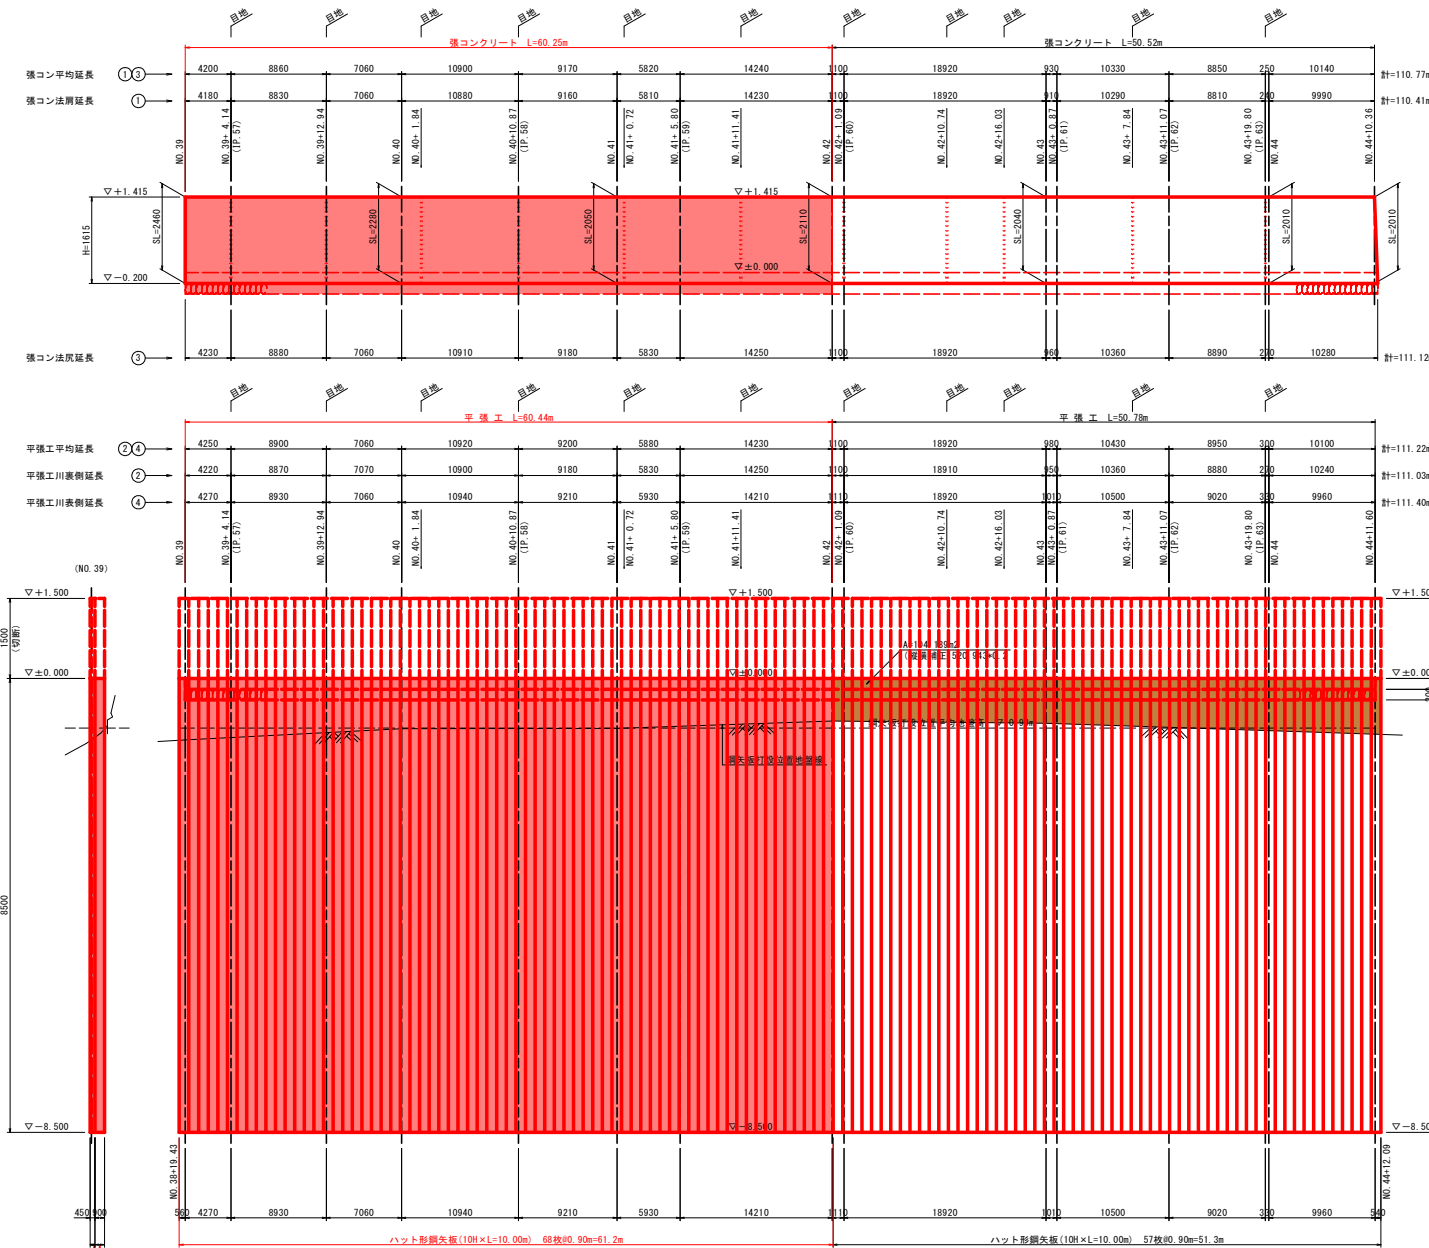 目地 目地 目地 目地 目地 目地 目地 目地 目地 目地 目地
張コンクリート L=60.25m 張コンクリート L=50.52m
張コン平均延長 ①③ 4200 8860 7060 10900 9170 5820 14240 1100 18920 930 10330 8850 250 10140 計=110.77m
張コン法肩延長 ① 4180 8830 7060 10880 9160 5810 14230 1100 18920 910 10290 8810 240 9990 計=110.41m
NO.39
NO.39+ 4.14
(IP.57)
NO.39+12.94
NO.40
NO.40+ 1.84
NO.40+10.87
(IP.58)
NO.41
NO.41+ 0.72
NO.41+ 5.80
(IP.59)
NO.41+11.41
NO.42
NO.42+ 1.09
(IP.60)
NO.42+10.74
NO.42+16.03
NO.43
NO.43+ 0.87
(IP.61)
NO.43+ 7.84
NO.43+11.07
(IP.62)
NO.43+19.80
(IP.63)
NO.44
NO.44+10.36
▽+1.415 ▽+1.415
H=1615
SL=2460
SL=2280
SL=2050
SL=2110
SL=2040
SL=2010
SL=2010
▽±0.000
▽−0.200
張コン法尻延長 ③ 4230 8880 7060 10910 9180 5830 14250 1100 18920 960 10360 8890 270 10280 計=111.12
目地 目地 目地 目地 目地 目地 目地 目地 目地 目地
平 張 工 L=60.44m 平 張 工 L=50.78m
平張工平均延長 ②④ 4250 8900 7060 10920 9200 5880 14230 1100 18920 980 10430 8950 300 10100 計=111.22m
平張工川裏側延長 ② 4220 8870 7070 10900 9180 5830 14250 1100 18910 950 10360 8880 270 10240 計=111.03m
平張工川表側延長 ④ 4270 8930 7060 10940 9210 5930 14210 1110 18920 1010 10500 9020 330 9960 計=111.40m
NO.39
NO.39+ 4.14
(IP.57)
NO.39+12.94
NO.40
NO.40+ 1.84
NO.40+10.87
(IP.58)
NO.41
NO.41+ 0.72
NO.41+ 5.80
(IP.59)
NO.41+11.41
NO.42
NO.42+ 1.09
(IP.60)
NO.42+10.74
NO.42+16.03
NO.43
NO.43+ 0.87
(IP.61)
NO.43+ 7.84
NO.43+11.07
(IP.62)
NO.43+19.80
(IP.63)
NO.44
NO.44+11.60
(NO.39)
▽+1.500 ▽+1.500 ▽+1.50
1500
(切断)
▽±0.000 ▽±0.000 ▽±0.00
8500
▽−8.500 ▽−8.500 ▽−8.50
NO.38+19.43
NO.44+12.09
450 900 560 4270 8930 7060 10940 9210 5930 14210 1110 18920 1010 10500 9020 330 9960 540
ハット形鋼矢板(10H×L=10.00m) 68枚@0.90m=61.2m ハット形鋼矢板(10H×L=10.00m) 57枚@0.90m=51.3m